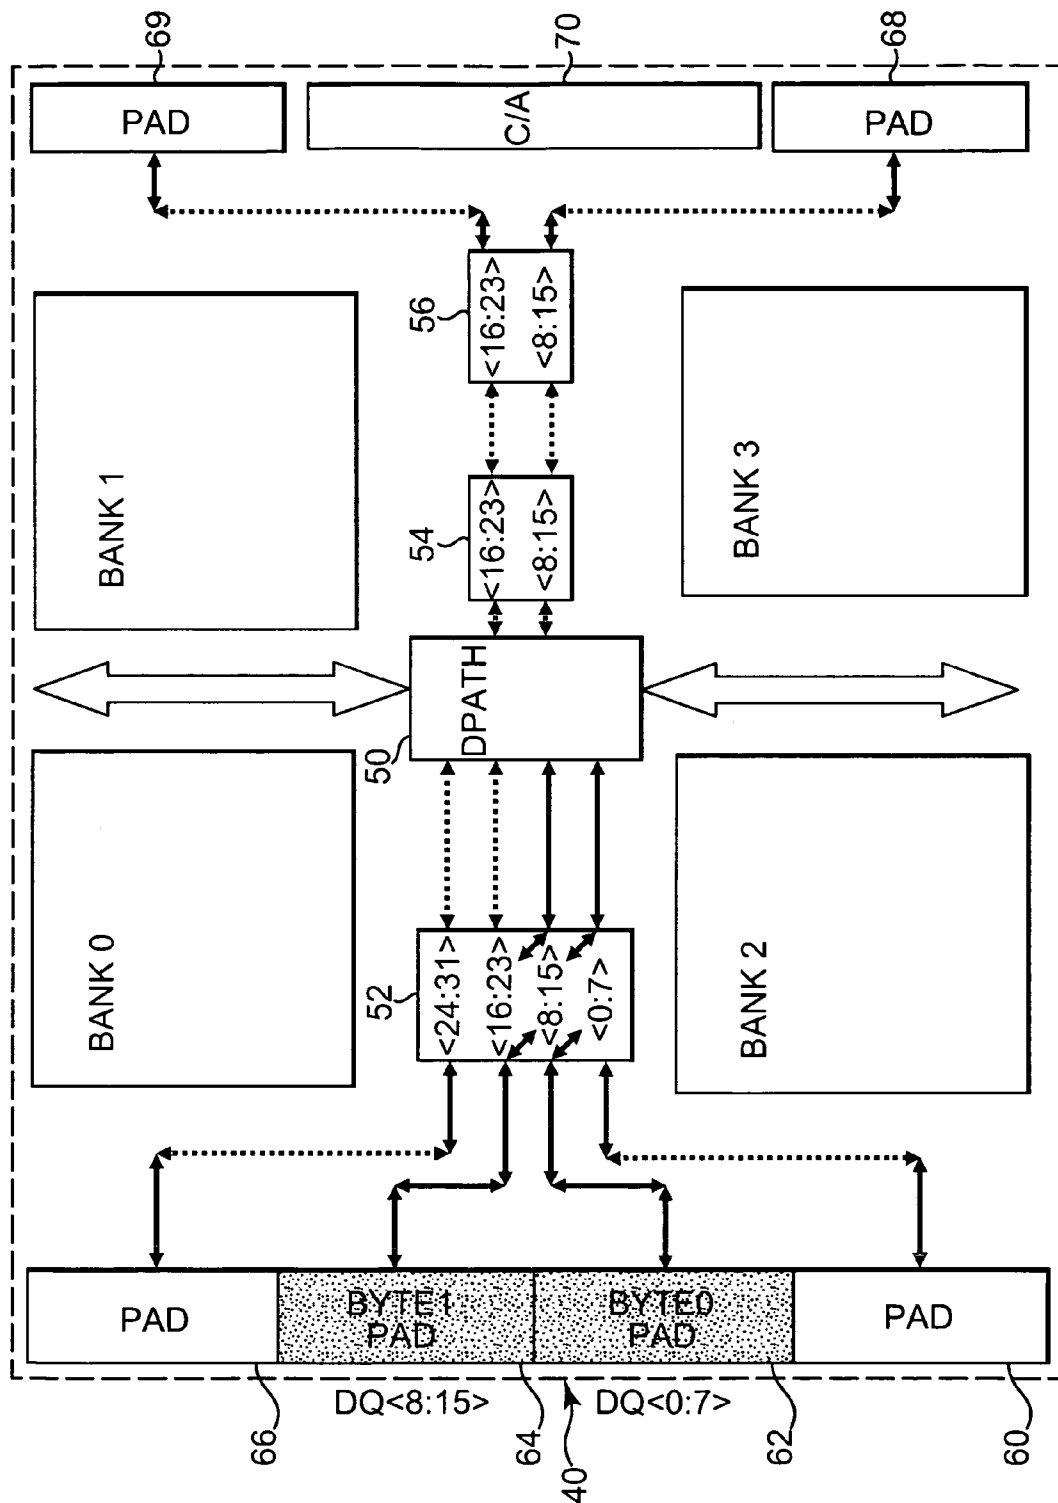 69
70
68
PAD
C/A
PAD
56
<16:23>
<8:15>
BANK 1
BANK 3
54
<16:23>
<8:15>
50
DPATH
BANK 0
BANK 2
52
<24:31>
<16:23>
<8:15>
<0:7>
PAD
BYTE1
PAD
BYTE0
PAD
PAD
66
DQ<8:15>
64
40
DQ<0:7>
62
60